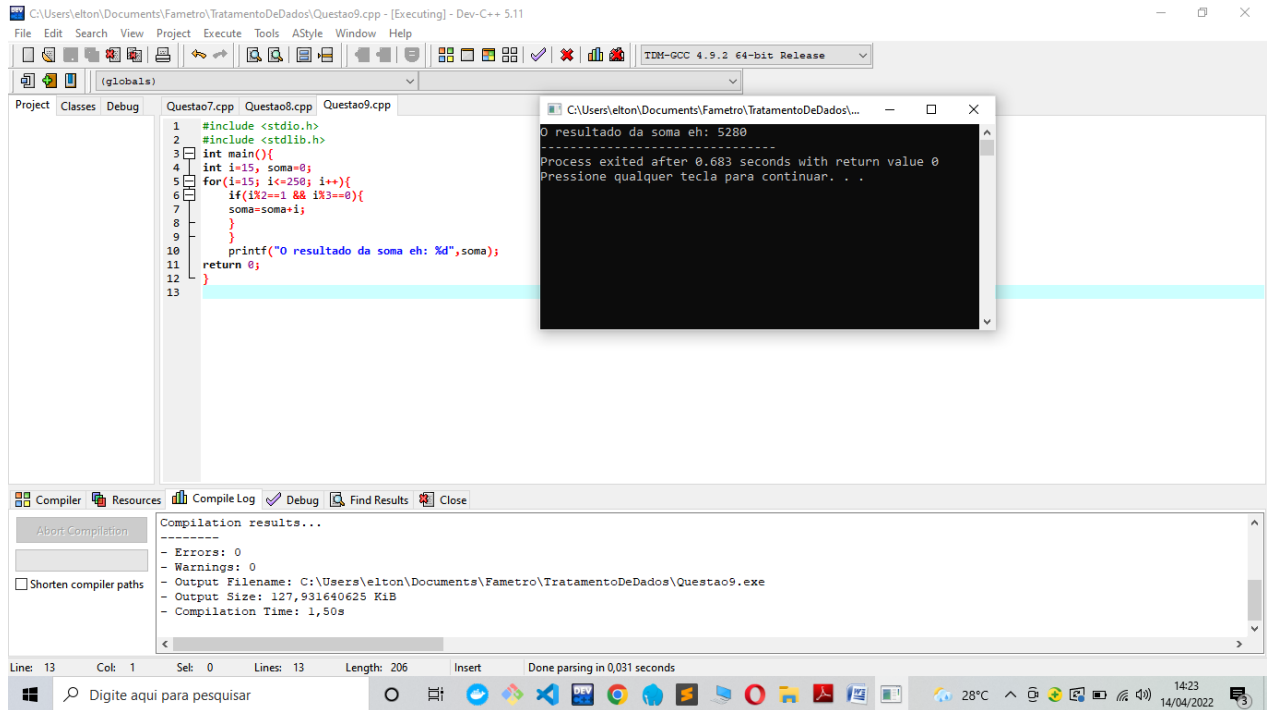 C:\Users\elton\Documents\Fametro\TratamentoDeDados\Questao9.cpp - [Executing] - Dev-C++ 5.11
File Edit Search View Project Execute Tools AStyle Window Help
TDM-GCC 4.9.2 64-bit Release
(globals)
Project Classes Debug
Questao7.cpp Questao8.cpp Questao9.cpp
1 #include <stdio.h>
2 #include <stdlib.h>
3 int main(){
4 int i=15, soma=0;
5 for(i=15; i<=250; i++){
6 if(i%2==1 && i%3==0){
7 soma=soma+i;
8 }
9 }
10 printf("O resultado da soma eh: %d",soma);
11 return 0;
12 }
13
C:\Users\elton\Documents\Fametro\TratamentoDeDados\...
O resultado da soma eh: 5280
--------------------------------
Process exited after 0.683 seconds with return value 0
Pressione qualquer tecla para continuar. . .
Compiler Resources Compile Log Debug Find Results Close
Abort Compilation
Shorten compiler paths
Compilation results...
--------
- Errors: 0
- Warnings: 0
- Output Filename: C:\Users\elton\Documents\Fametro\TratamentoDeDados\Questao9.exe
- Output Size: 127,931640625 KiB
- Compilation Time: 1,50s
Line: 13 Col: 1 Sel: 0 Lines: 13 Length: 206 Insert Done parsing in 0,031 seconds
Digite aqui para pesquisar
DEV
28°C
14:23
14/04/2022
3